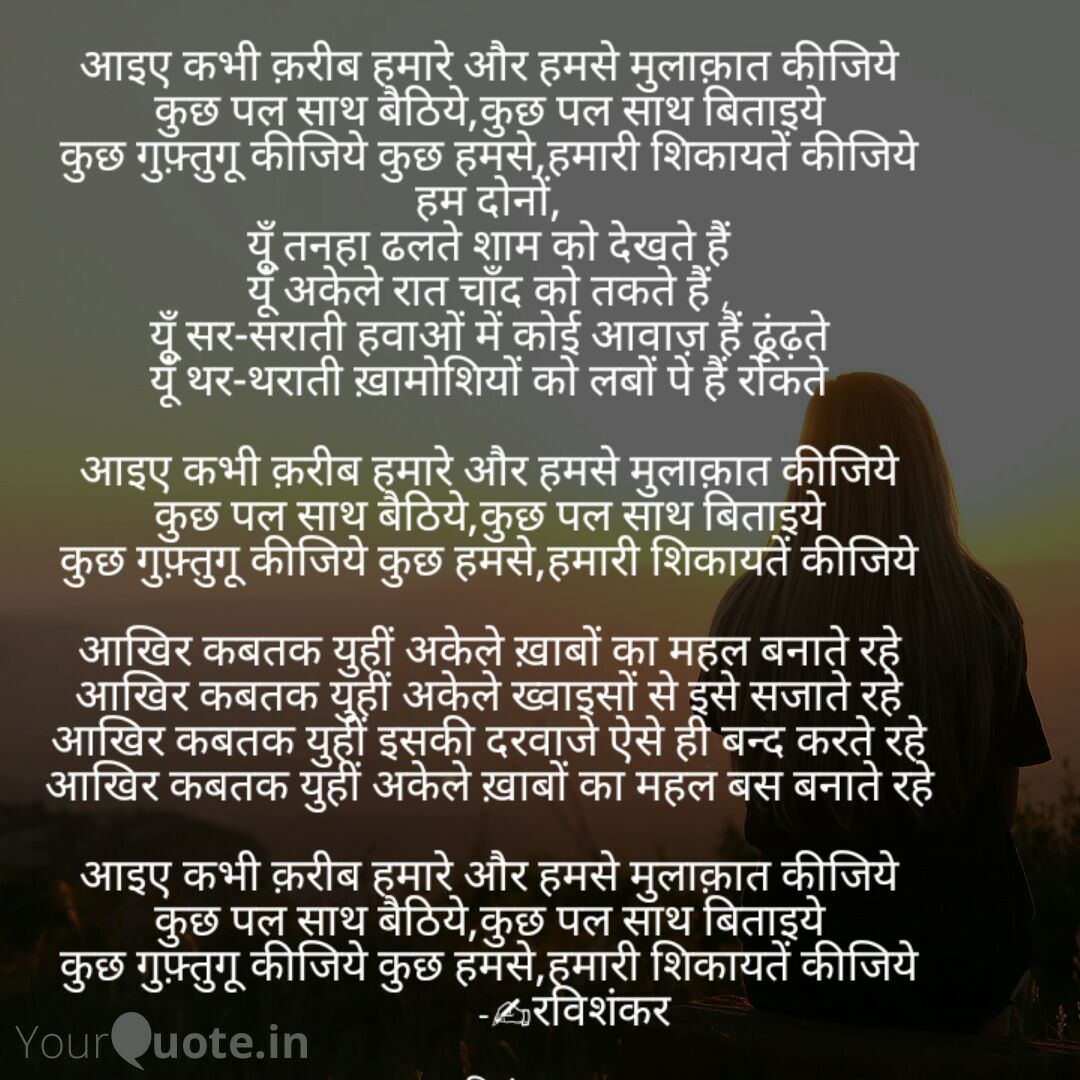 आइए कभी क़रीब हमारे और हमसे मुलाक़ात कीजिये
कुछ पल साथ बैठिये,कुछ पल साथ बिताइये
कुछ गुफ़्तुगू कीजिये कुछ हमसे,हमारी शिकायतें कीजिये
हम दोनों,
यूँ तनहा ढलते शाम को देखते हैं
यूँ अकेले रात चाँद को तकते हैं ,
यूँ सर-सराती हवाओं में कोई आवाज़ हैं ढूंढ़ते
यूँ थर-थराती ख़ामोशियों को लबों पे हैं रोकते
आइए कभी क़रीब हमारे और हमसे मुलाक़ात कीजिये
कुछ पल साथ बैठिये,कुछ पल साथ बिताइये
कुछ गुफ़्तुगू कीजिये कुछ हमसे,हमारी शिकायतें कीजिये
आखिर कबतक युहीं अकेले ख़ाबों का महल बनाते रहे
आखिर कबतक युहीं अकेले ख्वाइसों से इसे सजाते रहे
आखिर कबतक युहीं इसकी दरवाजे ऐसे ही बन्द करते रहे
आखिर कबतक युहीं अकेले ख़ाबों का महल बस बनाते रहे
आइए कभी क़रीब हमारे और हमसे मुलाक़ात कीजिये
कुछ पल साथ बैठिये,कुछ पल साथ बिताइये
कुछ गुफ़्तुगू कीजिये कुछ हमसे,हमारी शिकायतें कीजिये
-✍रविशंकर
YourQuote.in